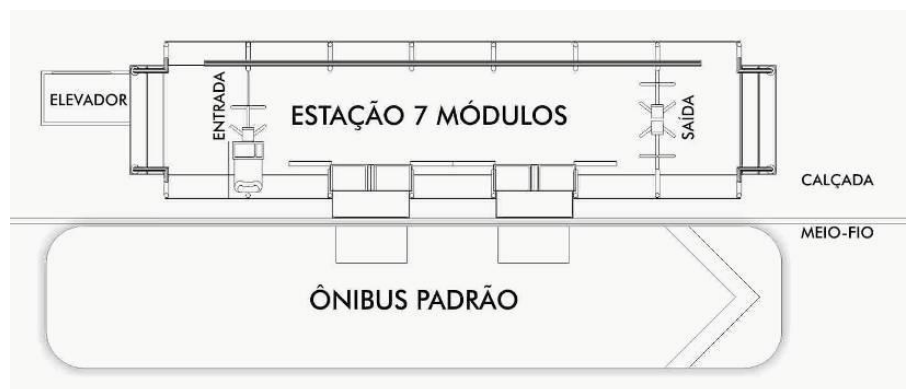 ELEVADOR
ENTRADA
ESTAÇÃO 7 MÓDULOS
SAÍDA
CALÇADA
MEIO-FIO
ÔNIBUS PADRÃO